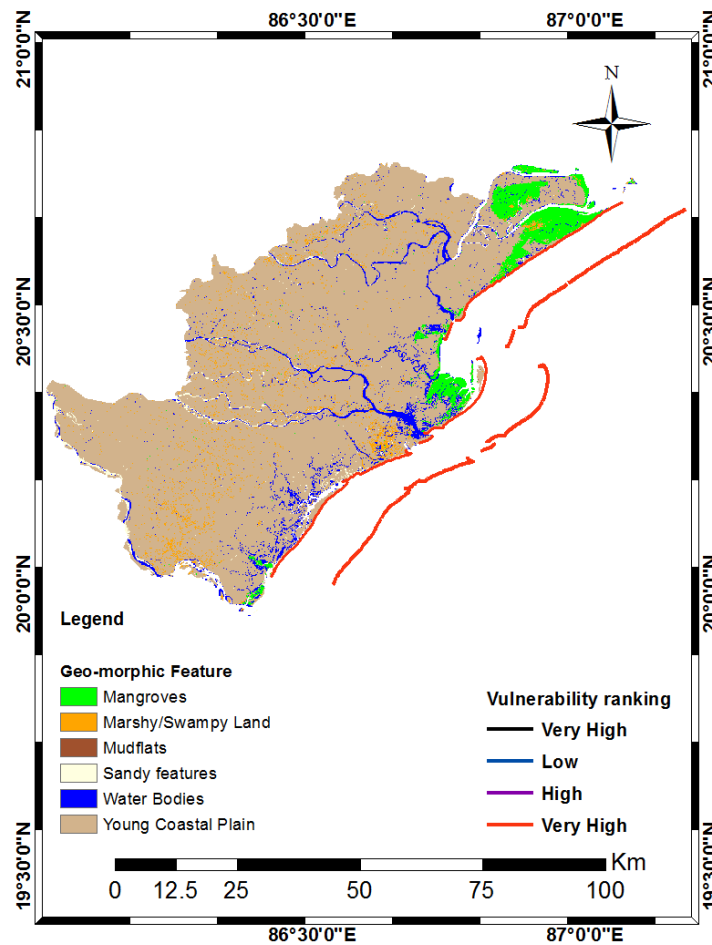 86°30'0"E
87°0'0"E
21°0'0"N
21°0'0"N
N
20°30'0"N
20°30'0"N
20°0'0"N
20°0'0"N
Legend
Geo-morphic Feature
Mangroves
Marshy/Swampy Land
Mudflats
Sandy features
Water Bodies
Young Coastal Plain
Vulnerability ranking
Very High
Low
High
Very High
Km
0 12.5 25 50 75 100
19°30'0"N
19°30'0"N
86°30'0"E
87°0'0"E